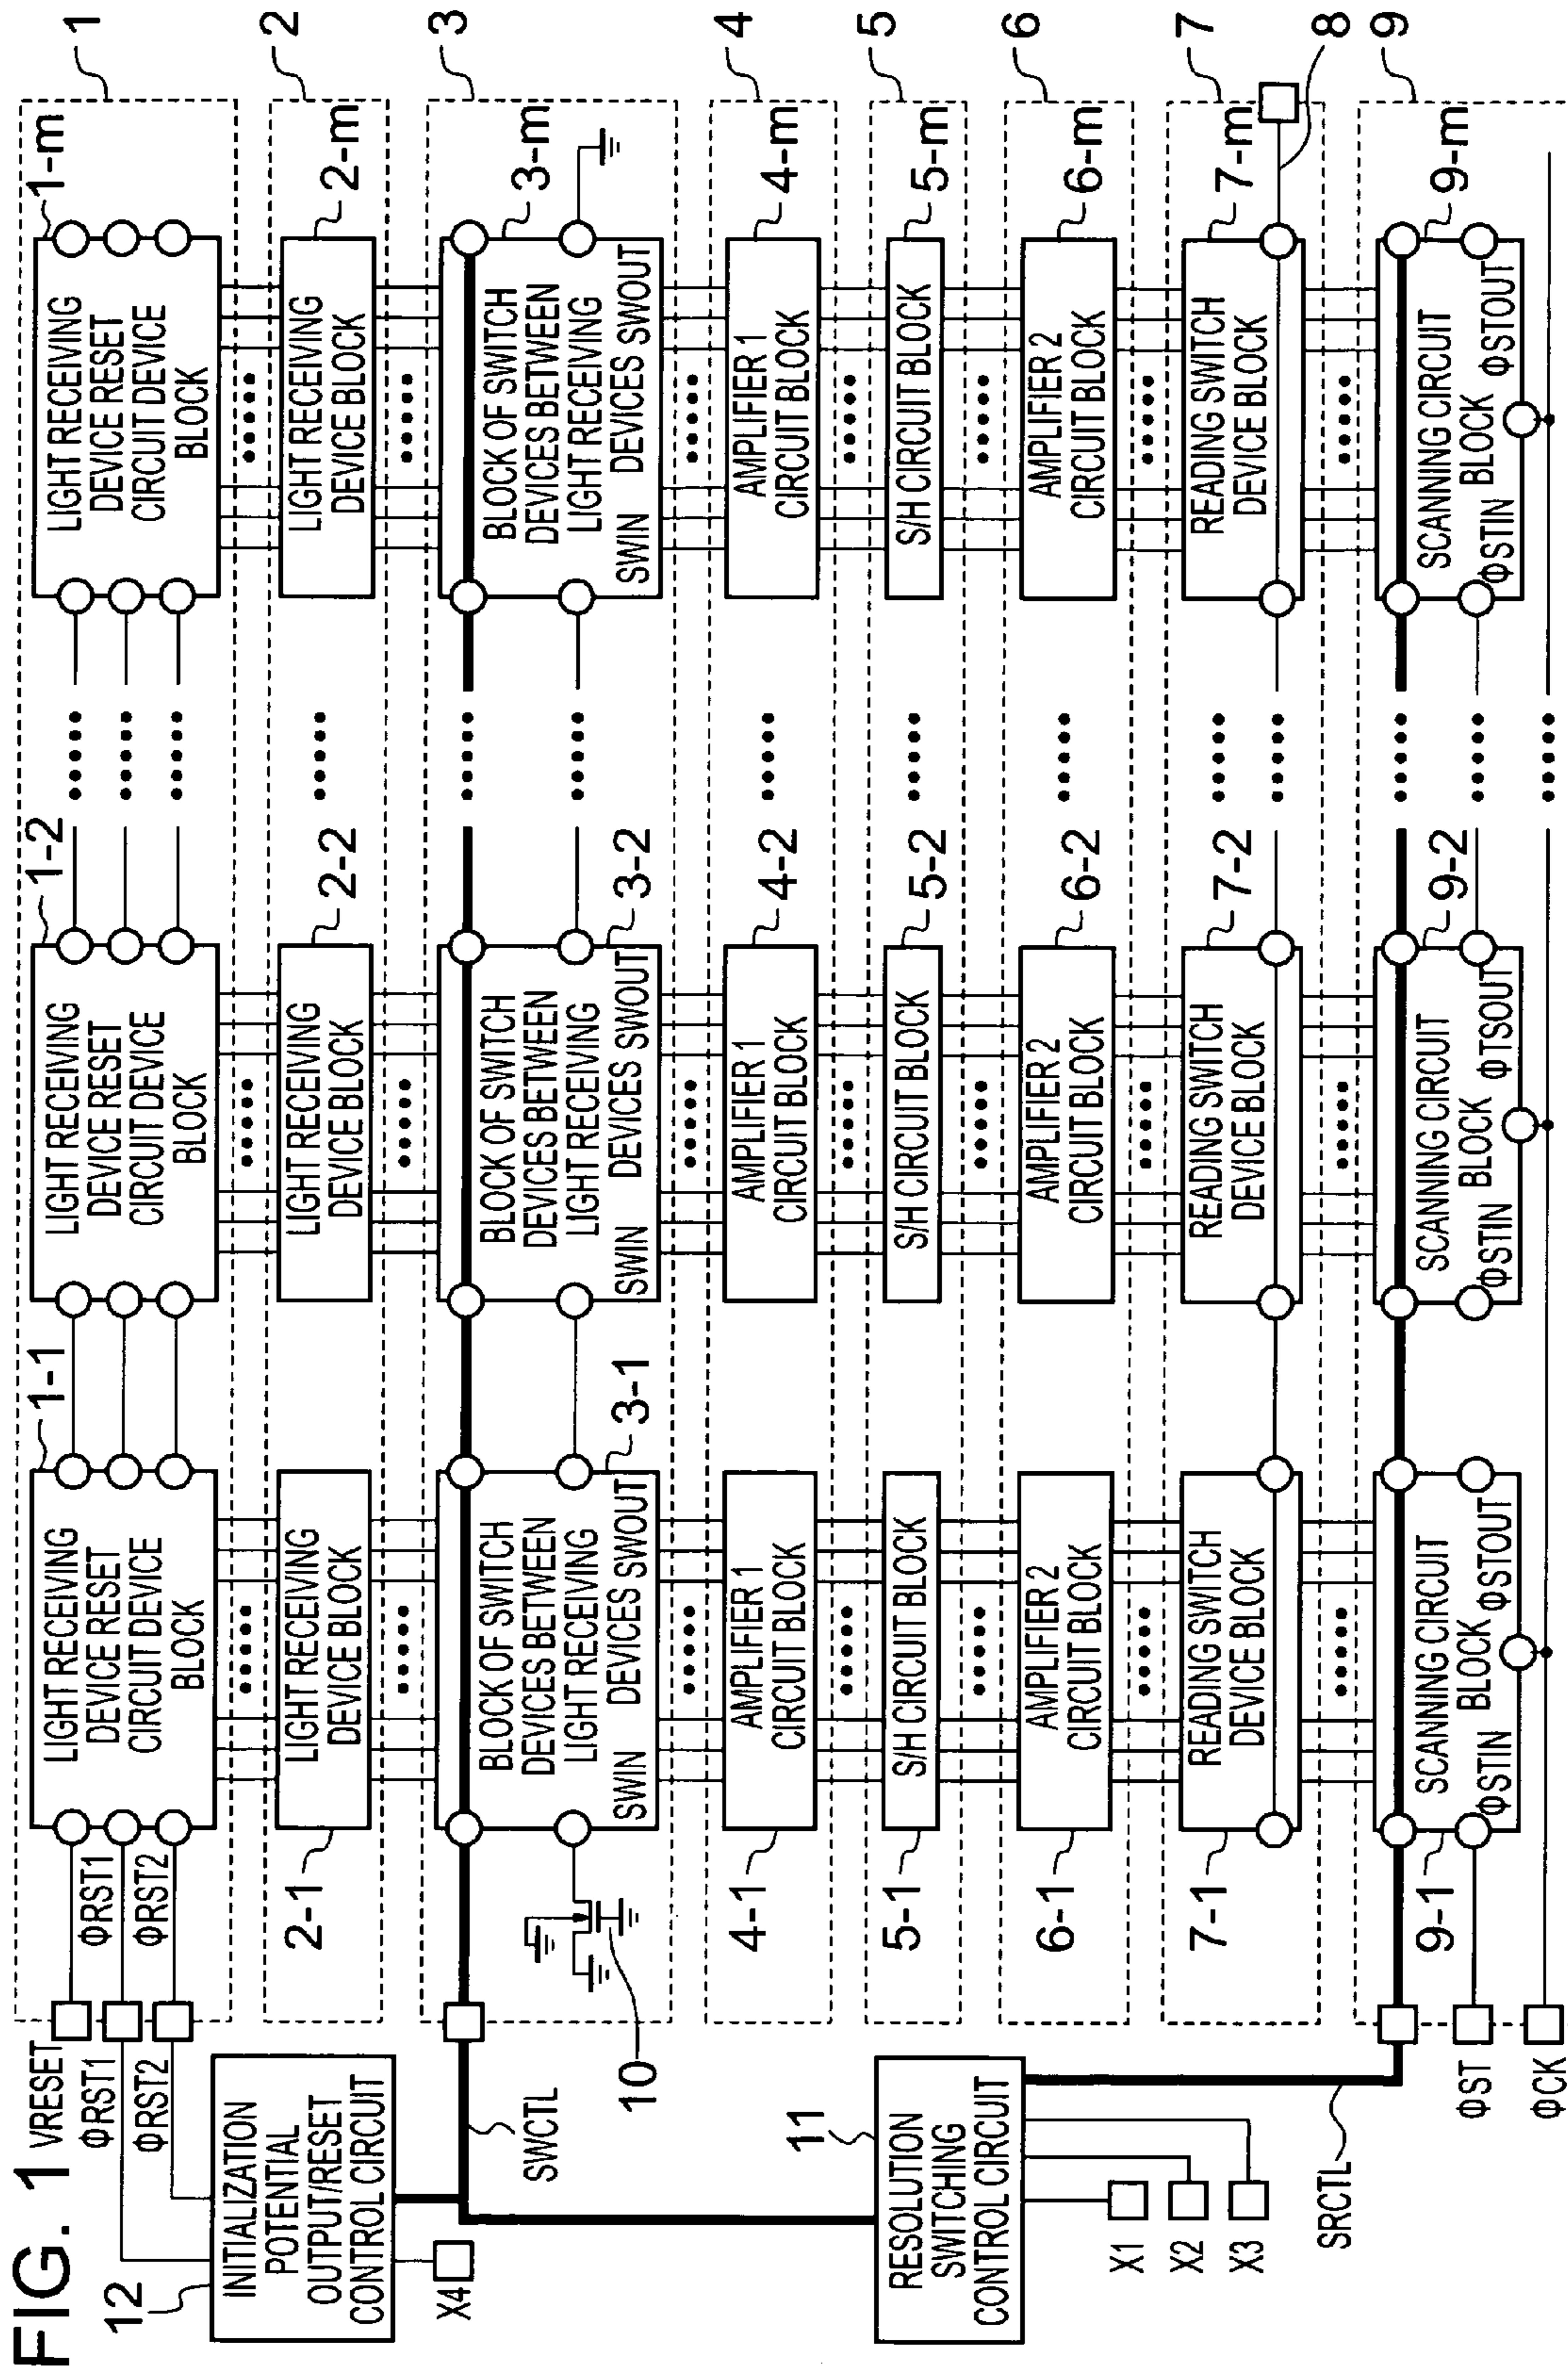 FIG. 1
VRESET
ΦRST1
ΦRST2
ΦRST1
ΦRST2
12
INITIALIZATION
POTENTIAL
OUTPUT/RESET
CONTROL CIRCUIT
X4
SWCTL
10
11
RESOLUTION
SWITCHING
CONTROL CIRCUIT
X1
X2
X3
SRCTL
ΦST
ΦCK
1-1
LIGHT RECEIVING
DEVICE RESET
CIRCUIT DEVICE
BLOCK
1-2
LIGHT RECEIVING
DEVICE RESET
CIRCUIT DEVICE
BLOCK
1-m
LIGHT RECEIVING
DEVICE RESET
CIRCUIT DEVICE
BLOCK
1
2-1
LIGHT RECEIVING
DEVICE BLOCK
2-2
LIGHT RECEIVING
DEVICE BLOCK
2-m
LIGHT RECEIVING
DEVICE BLOCK
2
3-1
BLOCK OF SWITCH
DEVICES BETWEEN
LIGHT RECEIVING
SWIN DEVICES SWOUT
3-2
BLOCK OF SWITCH
DEVICES BETWEEN
LIGHT RECEIVING
SWIN DEVICES SWOUT
3-m
BLOCK OF SWITCH
DEVICES BETWEEN
LIGHT RECEIVING
SWIN DEVICES SWOUT
3
4-1
AMPLIFIER 1
CIRCUIT BLOCK
4-2
AMPLIFIER 1
CIRCUIT BLOCK
4-m
AMPLIFIER 1
CIRCUIT BLOCK
4
5-1
S/H CIRCUIT BLOCK
5-2
S/H CIRCUIT BLOCK
5-m
S/H CIRCUIT BLOCK
5
6-1
AMPLIFIER 2
CIRCUIT BLOCK
6-2
AMPLIFIER 2
CIRCUIT BLOCK
6-m
AMPLIFIER 2
CIRCUIT BLOCK
6
7-1
READING SWITCH
DEVICE BLOCK
7-2
READING SWITCH
DEVICE BLOCK
7-m
READING SWITCH
DEVICE BLOCK
7
8
9-1
SCANNING CIRCUIT
ΦSTIN BLOCK ΦSTOUT
9-2
SCANNING CIRCUIT
ΦSTIN BLOCK ΦTSOUT
9-m
SCANNING CIRCUIT
ΦSTIN BLOCK ΦSTOUT
9